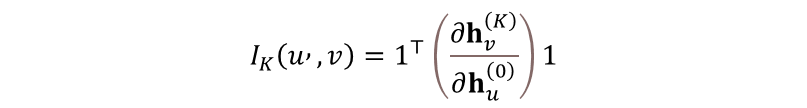 I_K(u, , v) = 1^⊤ (∂h_v^(K) / ∂h_u^(0)) 1